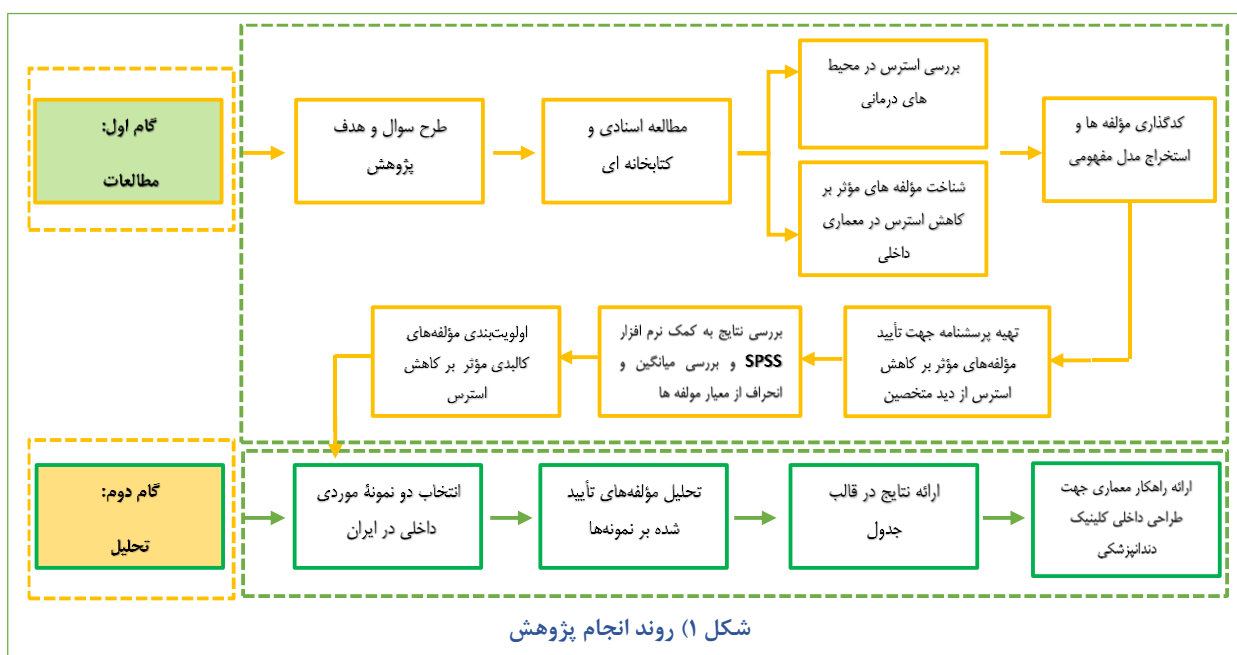 گام اول:
مطالعات
طرح سوال و هدف
پژوهش
مطالعه اسنادی و
کتابخانه ای
بررسی استرس در محیط
های درمانی
شناخت مؤلفه های مؤثر بر
کاهش استرس در معماری
داخلی
کدگذاری مؤلفه ها و
استخراج مدل مفهومی
تهیه پرسشنامه جهت تأیید
مؤلفه‌های مؤثر بر کاهش
استرس از دید متخصین
بررسی نتایج به کمک نرم افزار
SPSS و بررسی میانگین و
انحراف از معیار مولفه ها
اولویت‌بندی مؤلفه‌های
کالبدی مؤثر بر کاهش
استرس
گام دوم:
تحلیل
انتخاب دو نمونۀ موردی
داخلی در ایران
تحلیل مؤلفه‌های تأیید
شده بر نمونه‌ها
ارائه نتایج در قالب
جدول
ارائه راهکار معماری جهت
طراحی داخلی کلینیک
دندانپزشکی
شکل ۱) روند انجام پژوهش